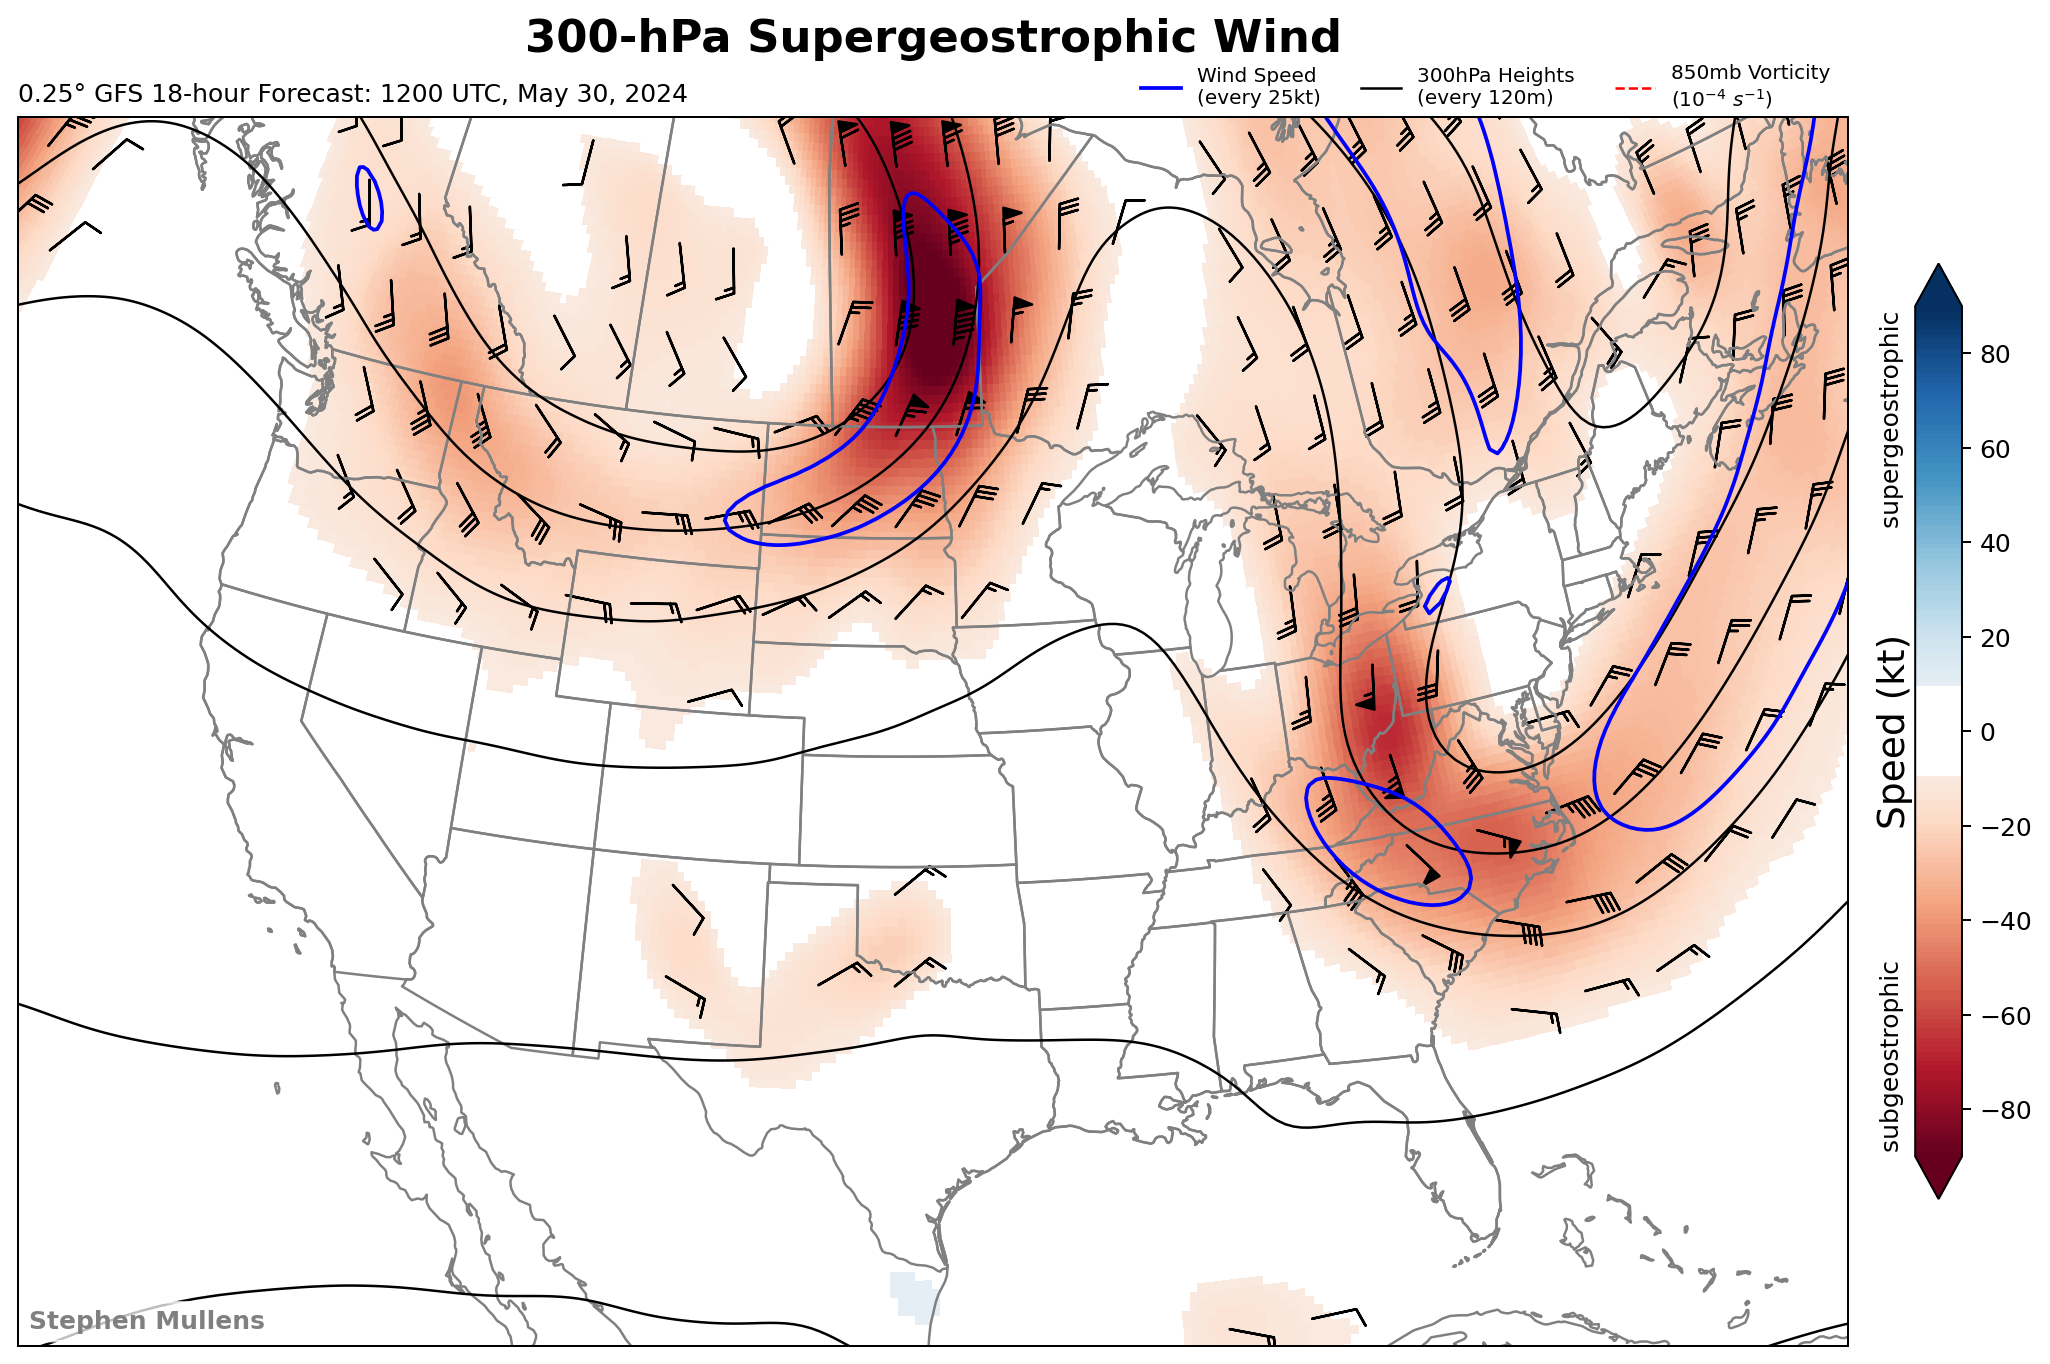 300-hPa Supergeostrophic Wind
0.25° GFS 18-hour Forecast: 1200 UTC, May 30, 2024
Wind Speed
(every 25kt)
300hPa Heights
(every 120m)
850mb Vorticity
(10⁻⁴ s⁻¹)
supergeostrophic
Speed (kt)
subgeostrophic
80
60
40
20
0
−20
−40
−60
−80
Stephen Mullens